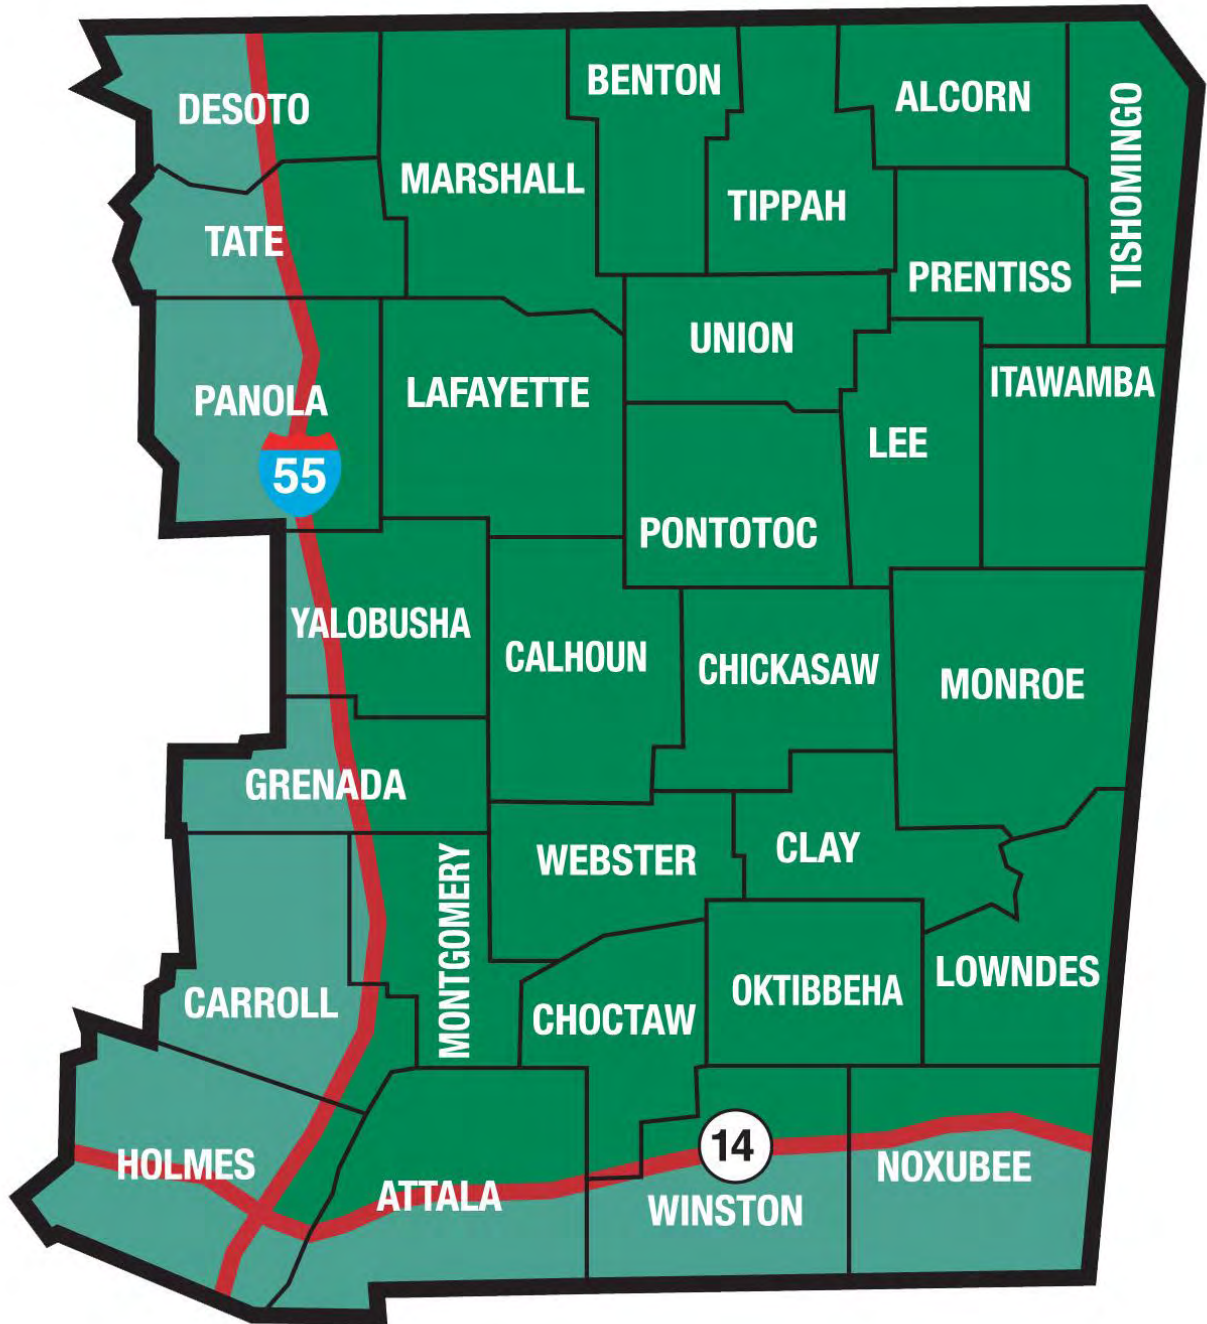 BENTON
ALCORN
DESOTO
TISHOMINGO
MARSHALL
TIPPAH
TATE
PRENTISS
UNION
ITAWAMBA
PANOLA
LAFAYETTE
LEE
55
PONTOTOC
YALOBUSHA
CALHOUN
CHICKASAW
MONROE
GRENADA
WEBSTER
CLAY
MONTGOMERY
LOWNDES
OKTIBBEHA
CARROLL
CHOCTAW
14
HOLMES
NOXUBEE
ATTALA
WINSTON